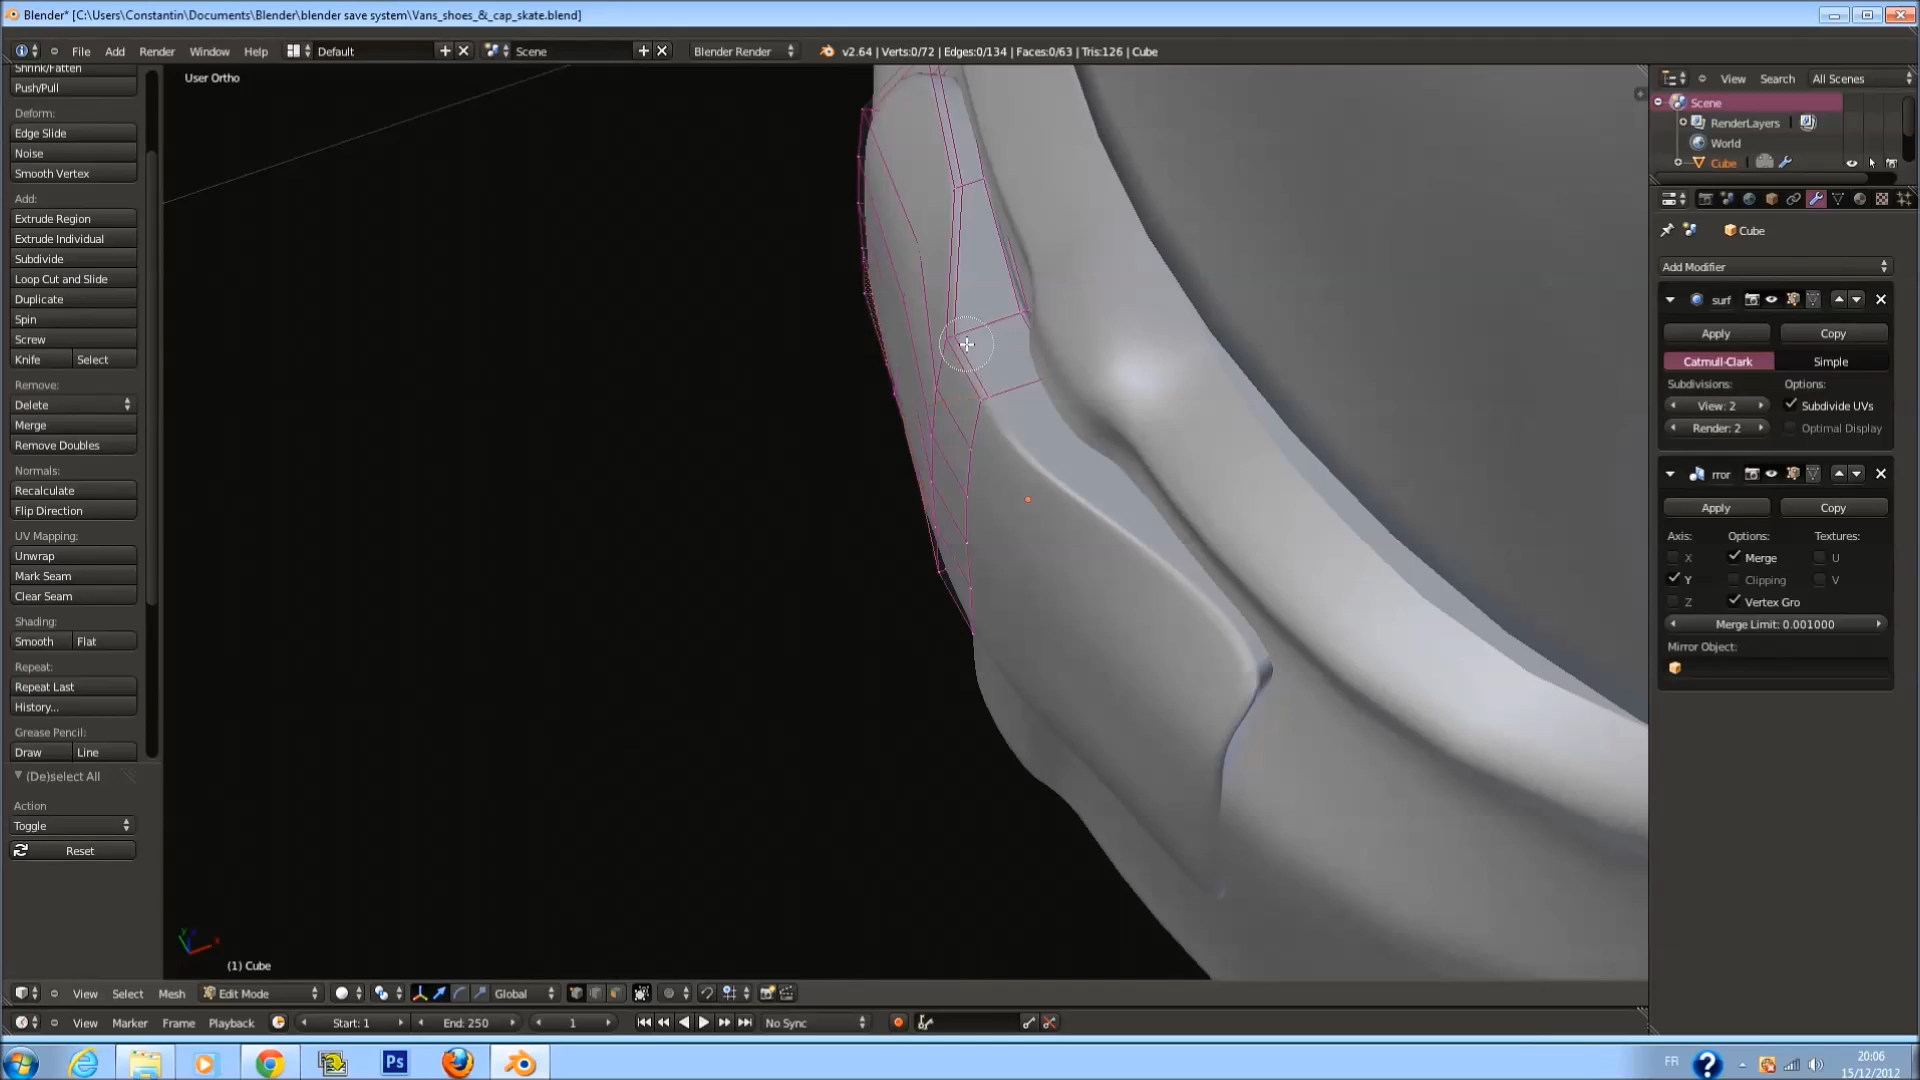 Blender* [C:\Users\Constantin\Documents\Blender\blender save system\Vans_shoes_&_cap_skate.blend]
File Add Render Window Help Default Scene Blender Render v2.64 | Verts:0/72 | Edges:0/134 | Faces:0/63 | Tris:126 | Cube
Shrink/Fatten
Push/Pull
Deform:
Edge Slide
Noise
Smooth Vertex
Add:
Extrude Region
Extrude Individual
Subdivide
Loop Cut and Slide
Duplicate
Spin
Screw
Knife Select
Remove:
Delete
Merge
Remove Doubles
Normals:
Recalculate
Flip Direction
UV Mapping:
Unwrap
Mark Seam
Clear Seam
Shading:
Smooth Flat
Repeat:
Repeat Last
History...
Grease Pencil:
Draw Line
(De)select All
Action
Toggle
Reset
User Ortho
(1) Cube
View Search All Scenes
Scene
RenderLayers
World
Cube
Cube
Add Modifier
surf
Apply Copy
Catmull-Clark Simple
Subdivisions: Options:
View: 2 Subdivide UVs
Render: 2 Optimal Display
rror
Apply Copy
Axis: Options: Textures:
X Merge U
Y Clipping V
Z Vertex Gro
Merge Limit: 0.001000
Mirror Object:
View Select Mesh Edit Mode Global
View Marker Frame Playback Start: 1 End: 250 1 No Sync
Ps
FR
20:06
15/12/2012